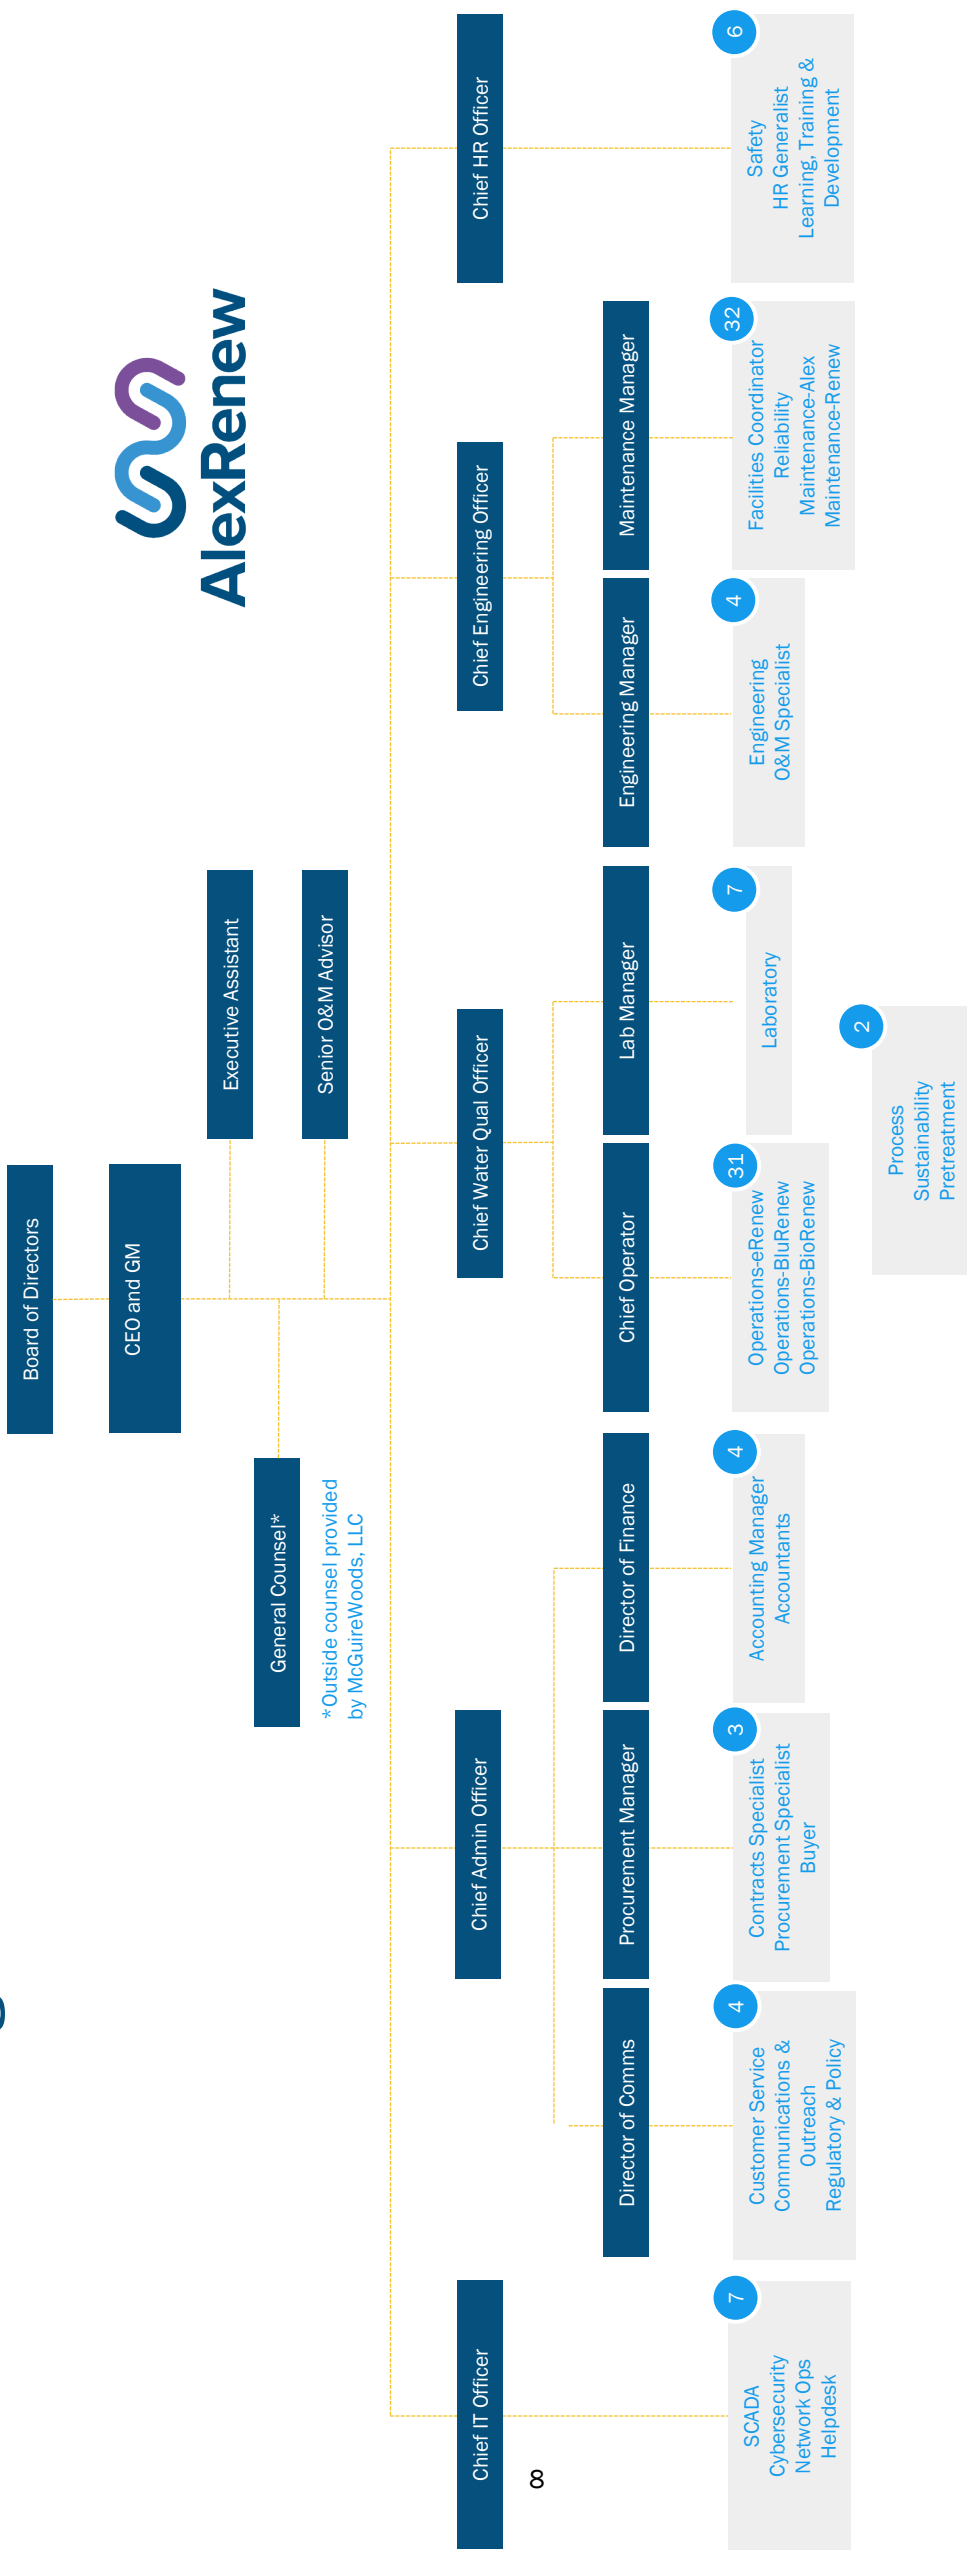 AlexRenew
Board of Directors
CEO and GM
Executive Assistant
General Counsel*
Senior O&M Advisor
*Outside counsel provided
by McGuireWoods, LLC
Chief IT Officer
Chief Admin Officer
Chief Water Qual Officer
Chief Engineering Officer
Chief HR Officer
Director of Comms
Procurement Manager
Director of Finance
Chief Operator
Lab Manager
Engineering Manager
Maintenance Manager
7
SCADA
Cybersecurity
Network Ops
Helpdesk
4
Customer Service
Communications &
Outreach
Regulatory & Policy
3
Contracts Specialist
Procurement Specialist
Buyer
4
Accounting Manager
Accountants
31
Operations-eRenew
Operations-BluRenew
Operations-BioRenew
7
Laboratory
4
Engineering
O&M Specialist
32
Facilities Coordinator
Reliability
Maintenance-Alex
Maintenance-Renew
6
Safety
HR Generalist
Learning, Training &
Development
2
Process
Sustainability
Pretreatment
8